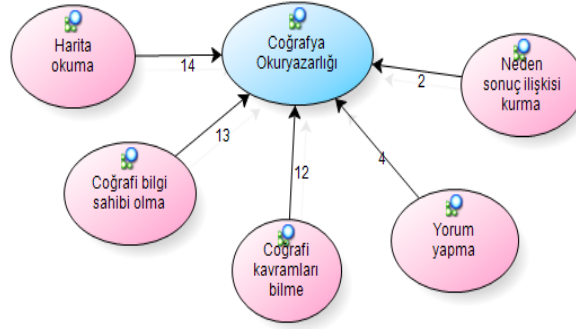 Harita
okuma
14
Coğrafya
Okuryazarlığı
2
Neden
sonuç ilişkisi
kurma
13
Coğrafi bilgi
sahibi olma
12
Coğrafi
kavramları
bilme
4
Yorum
yapma